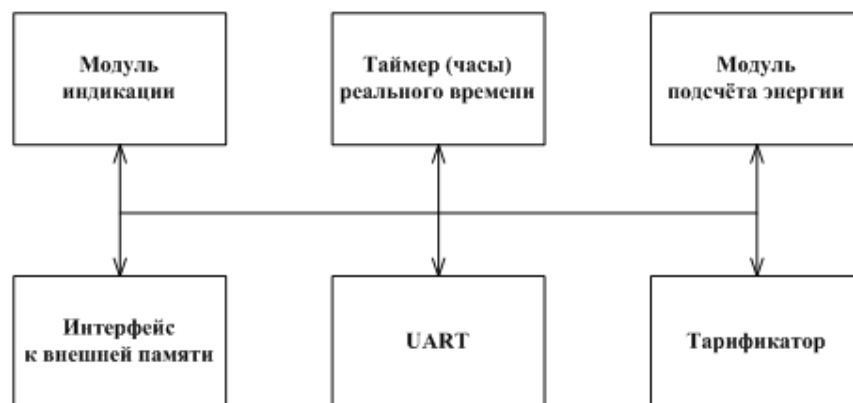 Модуль
индикации
Таймер (часы)
реального времени
Модуль
подсчёта энергии
Интерфейс
к внешней памяти
UART
Тарификатор